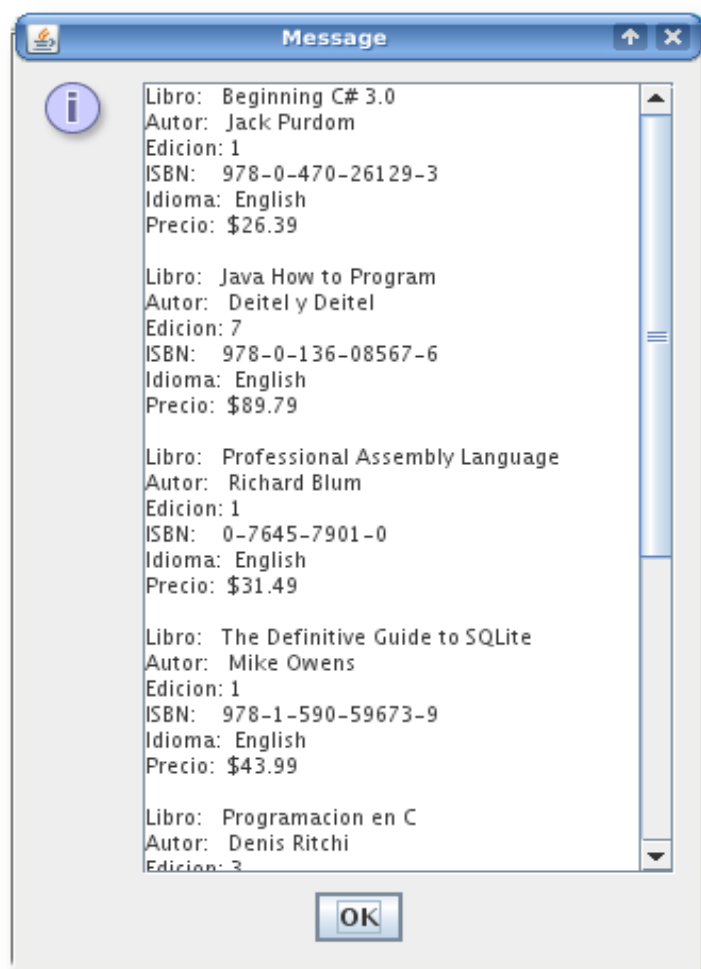 Message
Libro: Beginning C# 3.0
Autor: Jack Purdom
Edicion: 1
ISBN: 978-0-470-26129-3
Idioma: English
Precio: $26.39
Libro: Java How to Program
Autor: Deitel y Deitel
Edicion: 7
ISBN: 978-0-136-08567-6
Idioma: English
Precio: $89.79
Libro: Professional Assembly Language
Autor: Richard Blum
Edicion: 1
ISBN: 0-7645-7901-0
Idioma: English
Precio: $31.49
Libro: The Definitive Guide to SQLite
Autor: Mike Owens
Edicion: 1
ISBN: 978-1-590-59673-9
Idioma: English
Precio: $43.99
Libro: Programacion en C
Autor: Denis Ritchi
Edicion: 3
OK